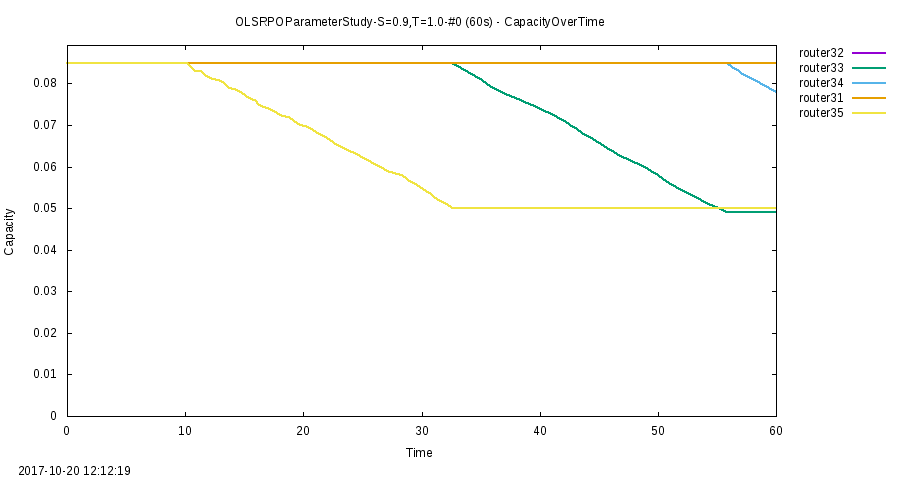 OLSRPOParameterStudy-S=0.9,T=1.0-#0 (60s) - CapacityOverTime
router32
router33
router34
router31
router35
0.08
0.07
0.06
0.05
0.04
0.03
0.02
0.01
0
Capacity
0 10 20 30 40 50 60
Time
2017-10-20 12:12:19